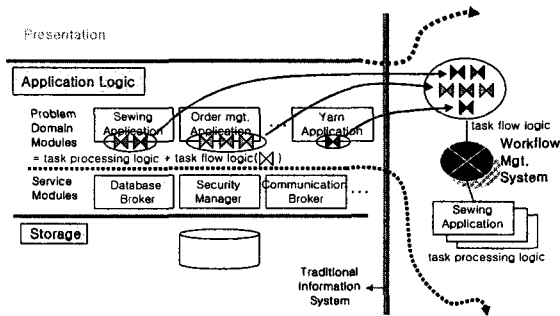 Presentation
Application Logic
Problem
Domain
Modules
Sewing
Application
Order mgt.
Application
...
Yarn
Application
= task processing logic + task flow logic( )
Service
Modules
Database
Broker
Security
Manager
Communication
Broker
...
Storage
Traditional
Information
System
task flow logic
Workflow
Mgt.
System
Sewing
Application
task processing logic